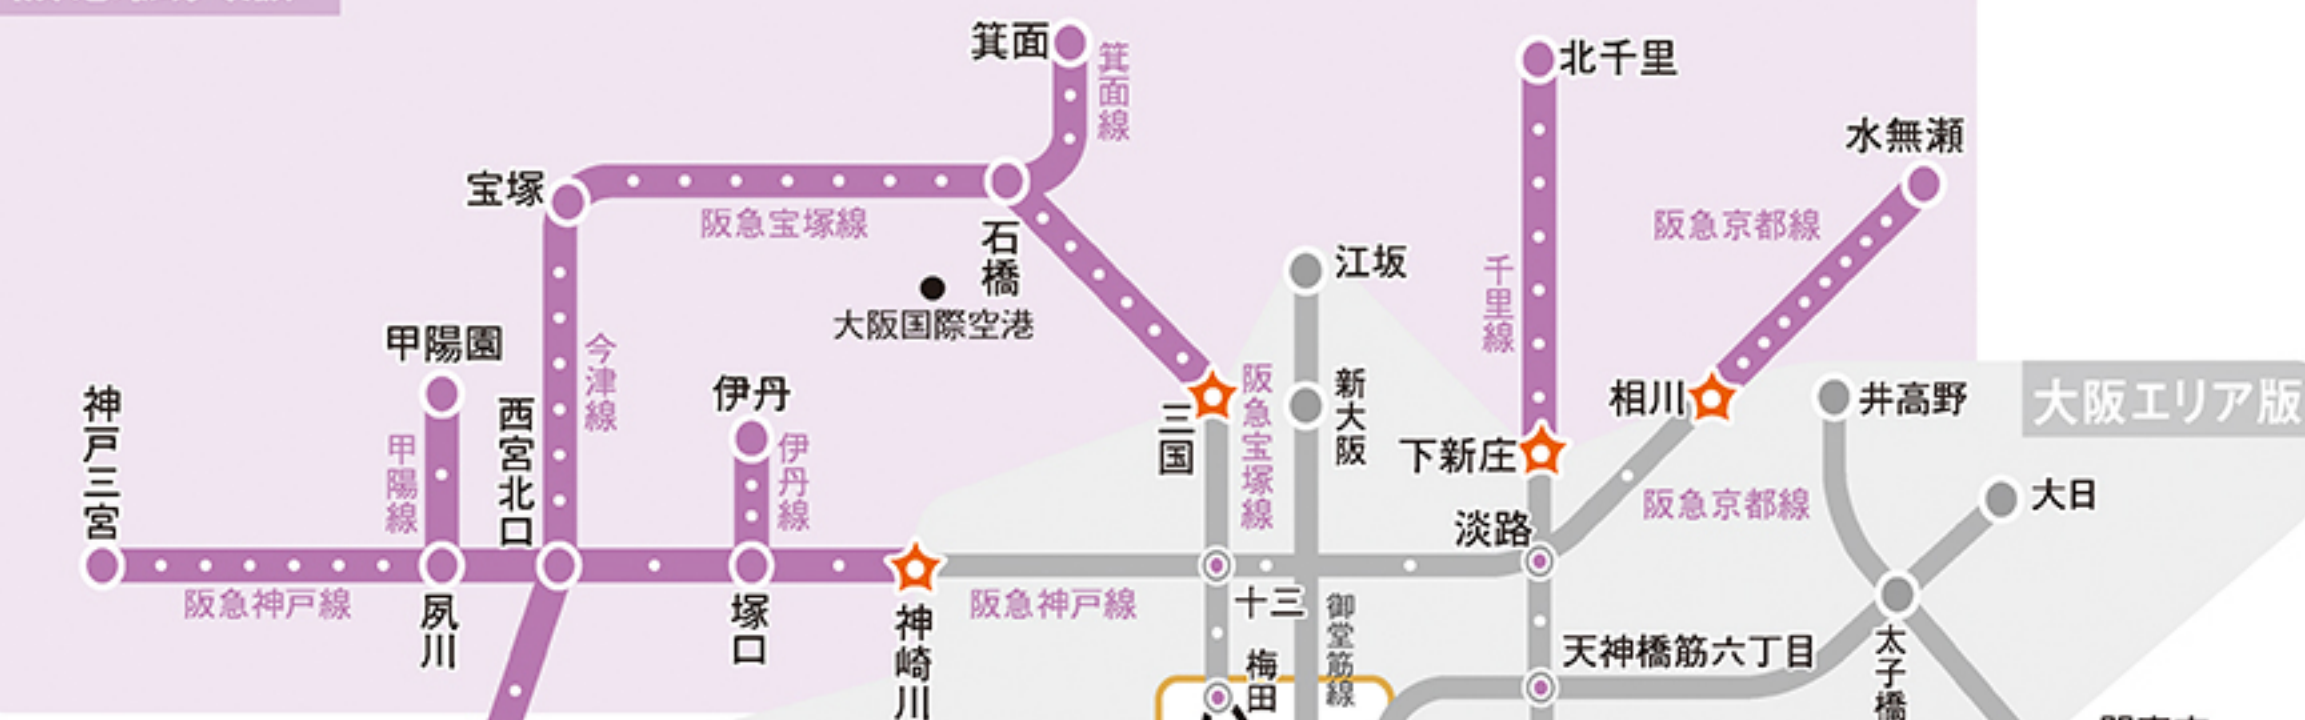 箕面
箕面線
北千里
水無瀬
宝塚
阪急宝塚線
石橋
大阪国際空港
江坂
千里線
阪急京都線
甲陽園
今津線
伊丹
神戸三宮
甲陽線
西宮北口
伊丹線
三国
阪急宝塚線
新大阪
下新庄
相川
井高野
大阪エリア版
大日
淡路
阪急京都線
阪急神戸線
夙川
塚口
神崎川
阪急神戸線
十三
御堂筋線
梅田
天神橋筋六丁目
太子橋